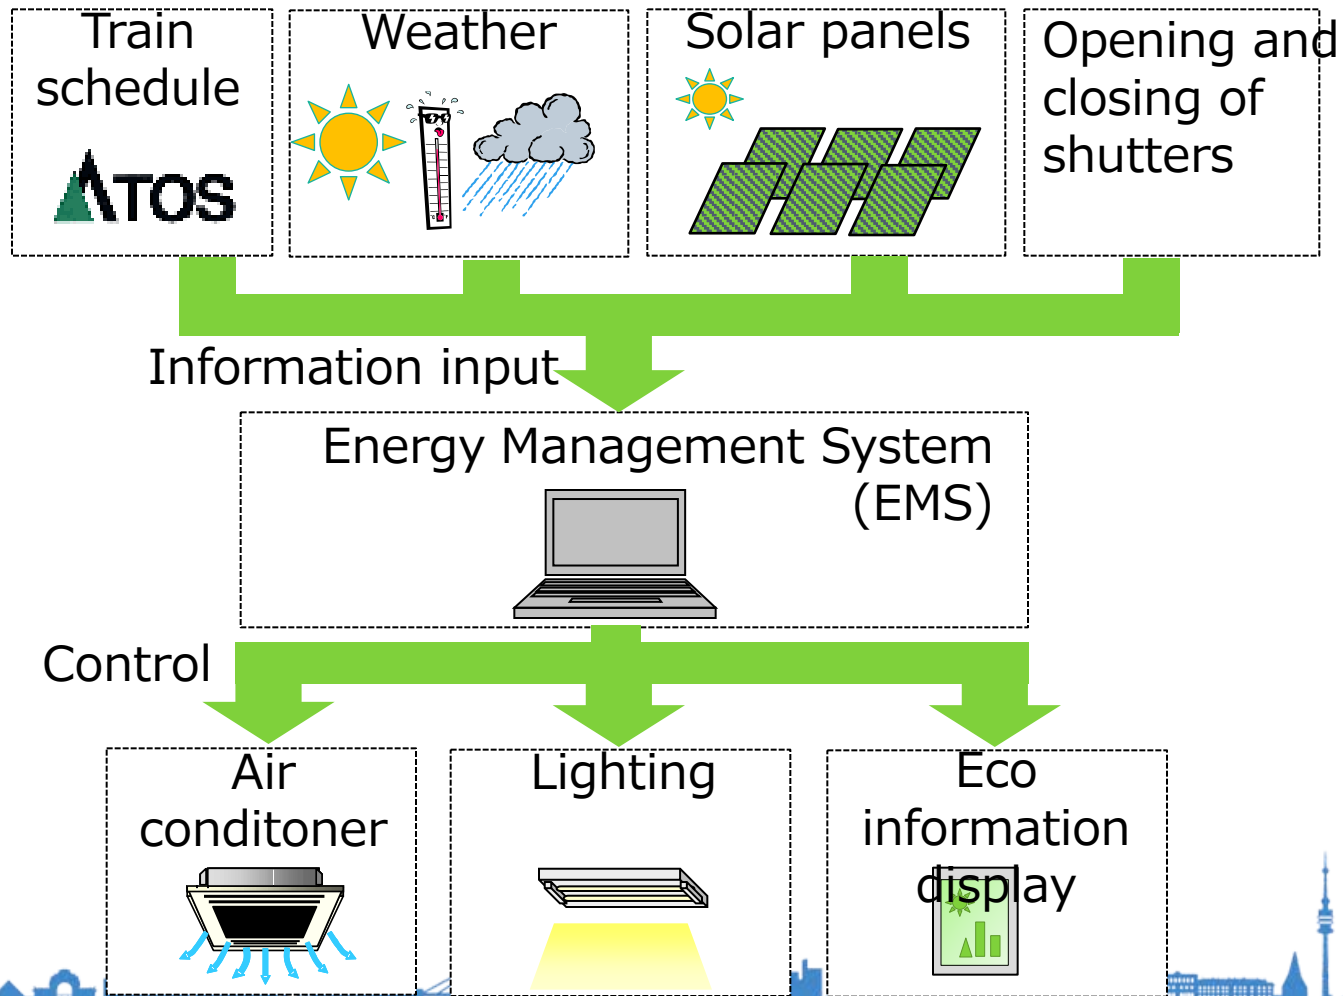 Train
schedule
ATOS
Weather
Solar panels
Opening and
closing of
shutters
Information input
Energy Management System
(EMS)
Control
Air
conditoner
Lighting
Eco
information
display